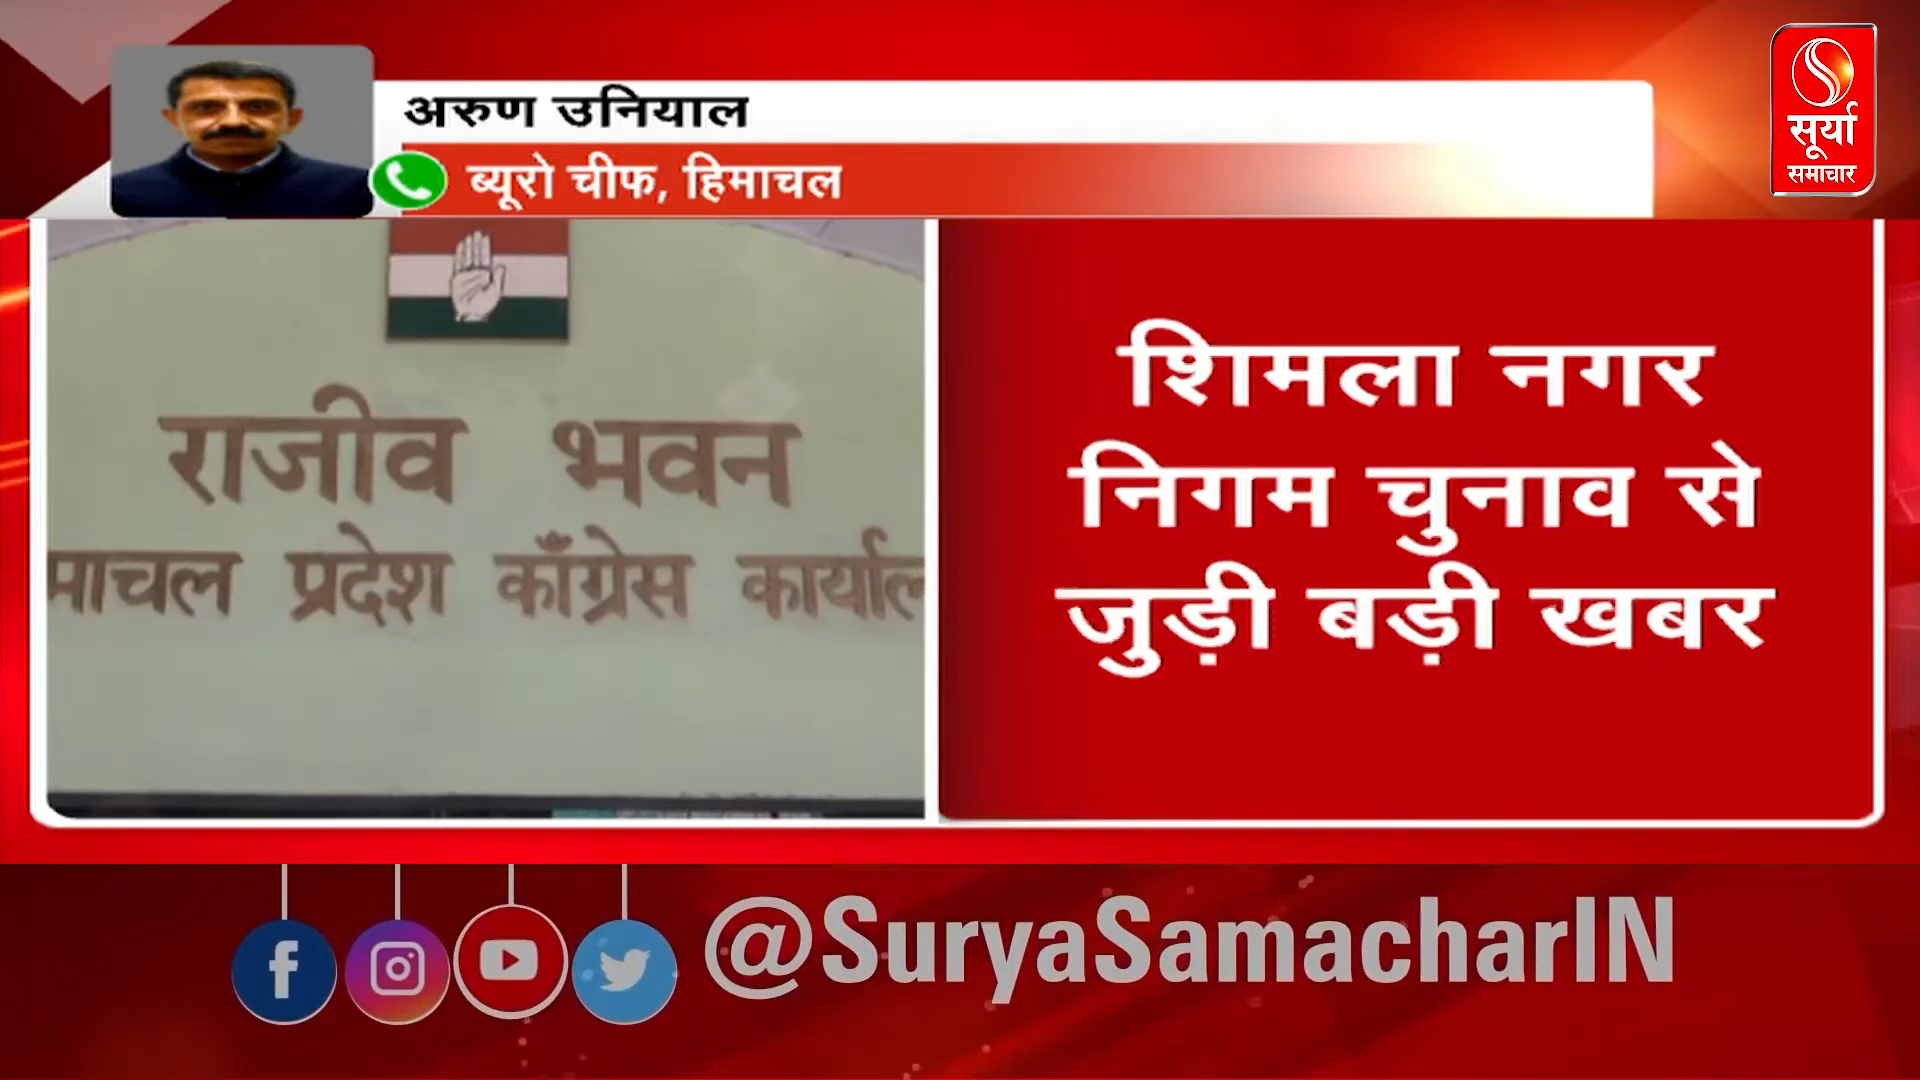 अरुण उनियाल
ब्यूरो चीफ, हिमाचल
सूर्या
समाचार
राजीव भवन
माचल प्रदेश काँग्रेस कार्याल
शिमला नगर
निगम चुनाव से
जुड़ी बड़ी खबर
@SuryaSamacharIN